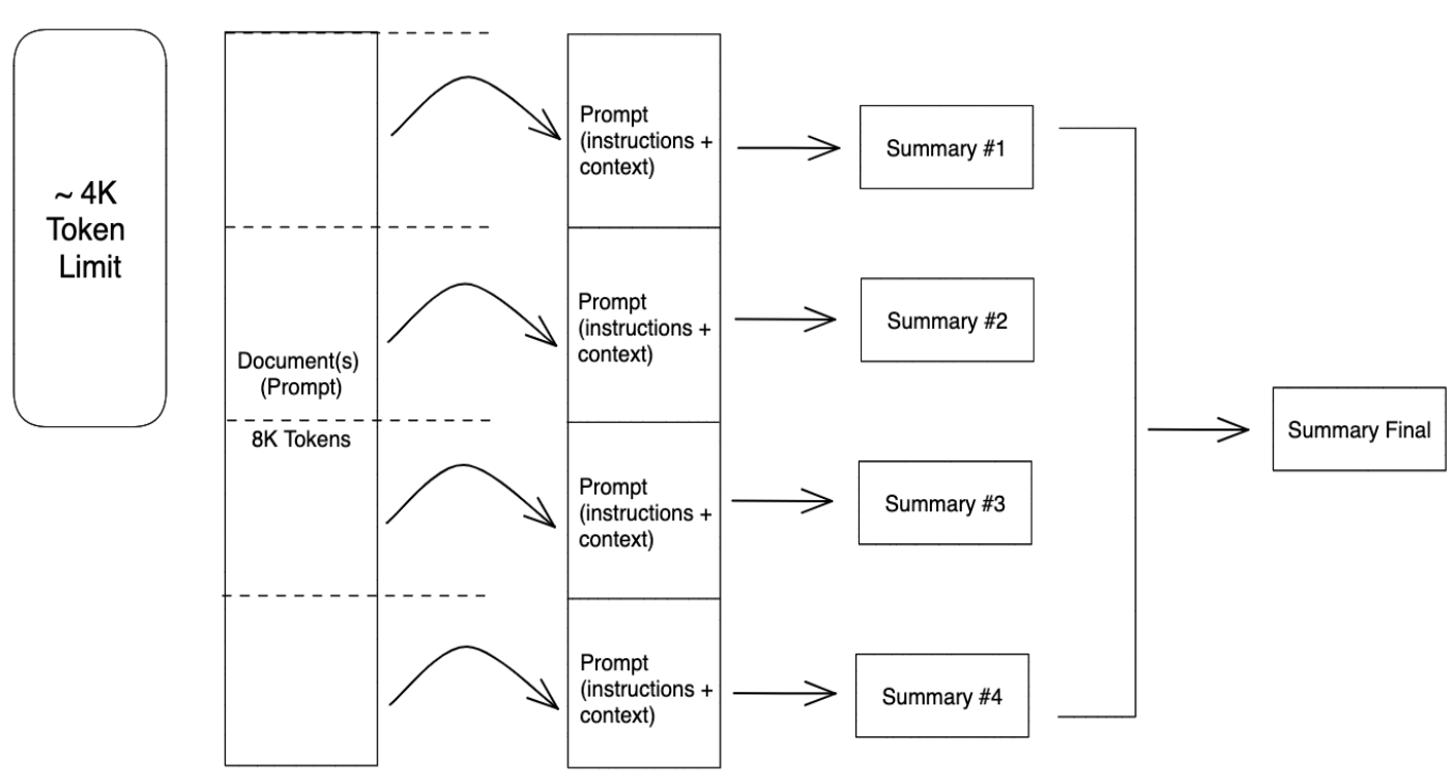 ~ 4K
Token
Limit
Document(s)
(Prompt)
8K Tokens
Prompt
(instructions +
context)
Summary #1
Prompt
(instructions +
context)
Summary #2
Prompt
(instructions +
context)
Summary #3
Prompt
(instructions +
context)
Summary #4
Summary Final